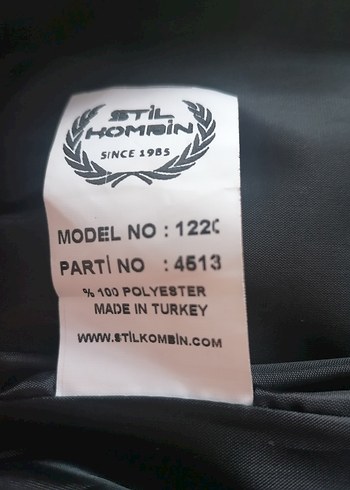 STİL
KOMBİN
SINCE 1985
MODEL NO :
PARTİ NO : 4513
% 100 POLYESTER
MADE IN TURKEY
WWW.STİLKOMBİN.COM